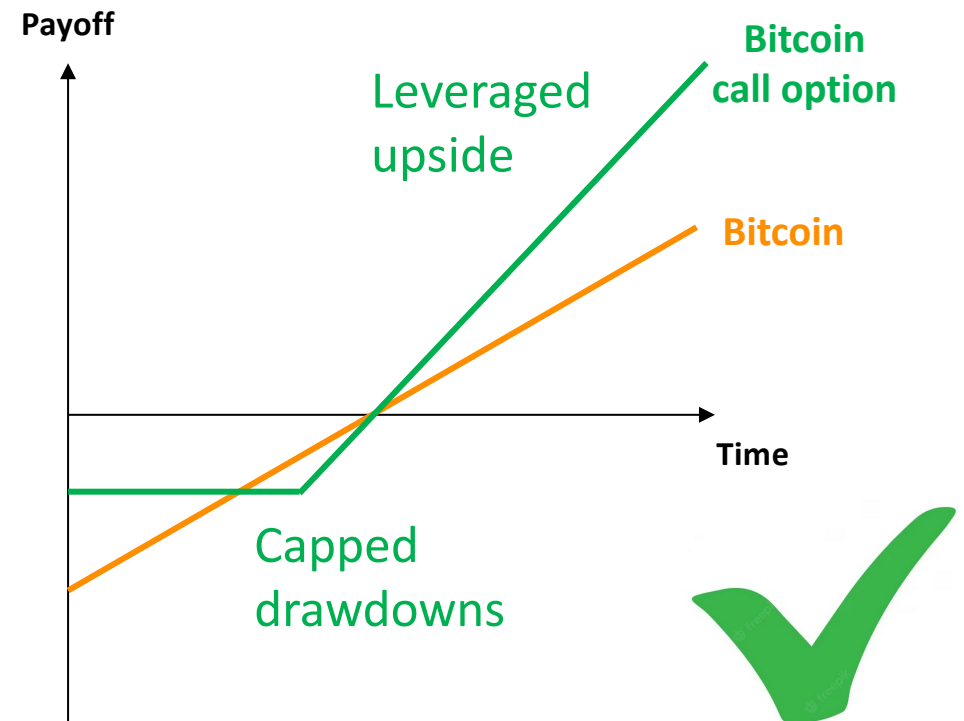 Payoff
Bitcoin
call option
Leveraged
upside
Bitcoin
Time
Capped
drawdowns